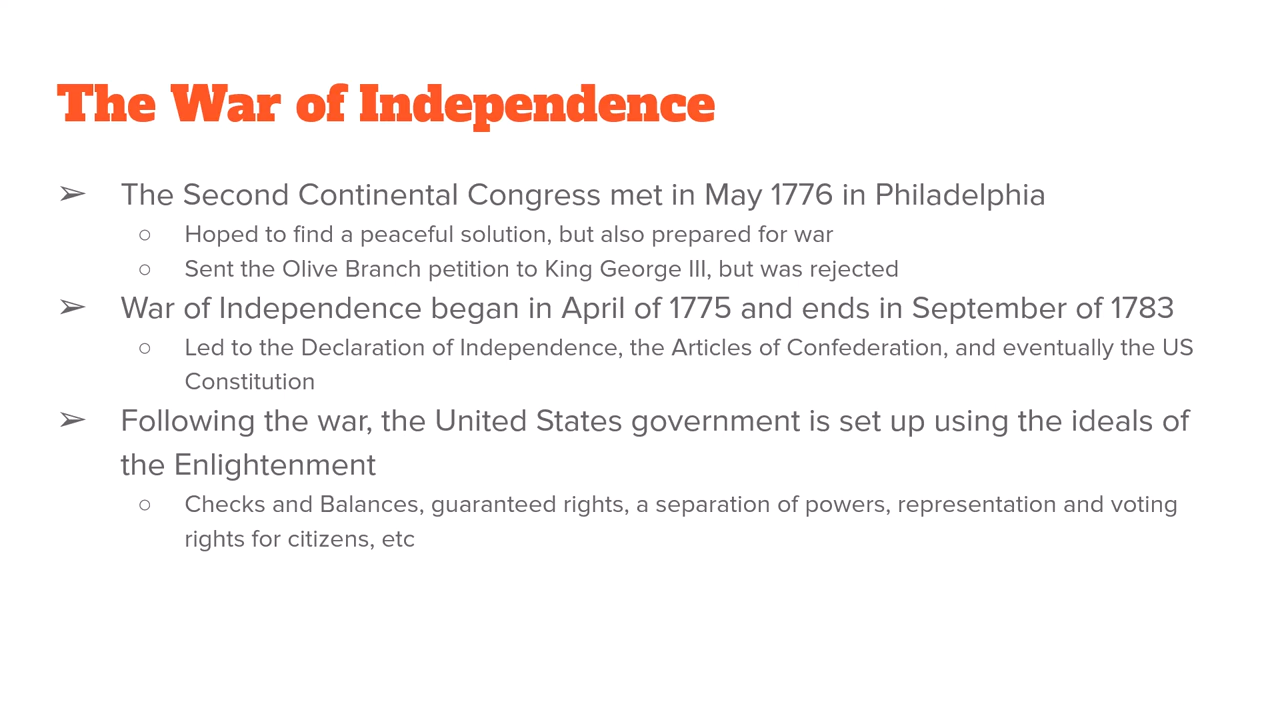 The War of Independence
➢ The Second Continental Congress met in May 1776 in Philadelphia
○ Hoped to find a peaceful solution, but also prepared for war
○ Sent the Olive Branch petition to King George III, but was rejected
➢ War of Independence began in April of 1775 and ends in September of 1783
○ Led to the Declaration of Independence, the Articles of Confederation, and eventually the US
Constitution
➢ Following the war, the United States government is set up using the ideals of
the Enlightenment
○ Checks and Balances, guaranteed rights, a separation of powers, representation and voting
rights for citizens, etc